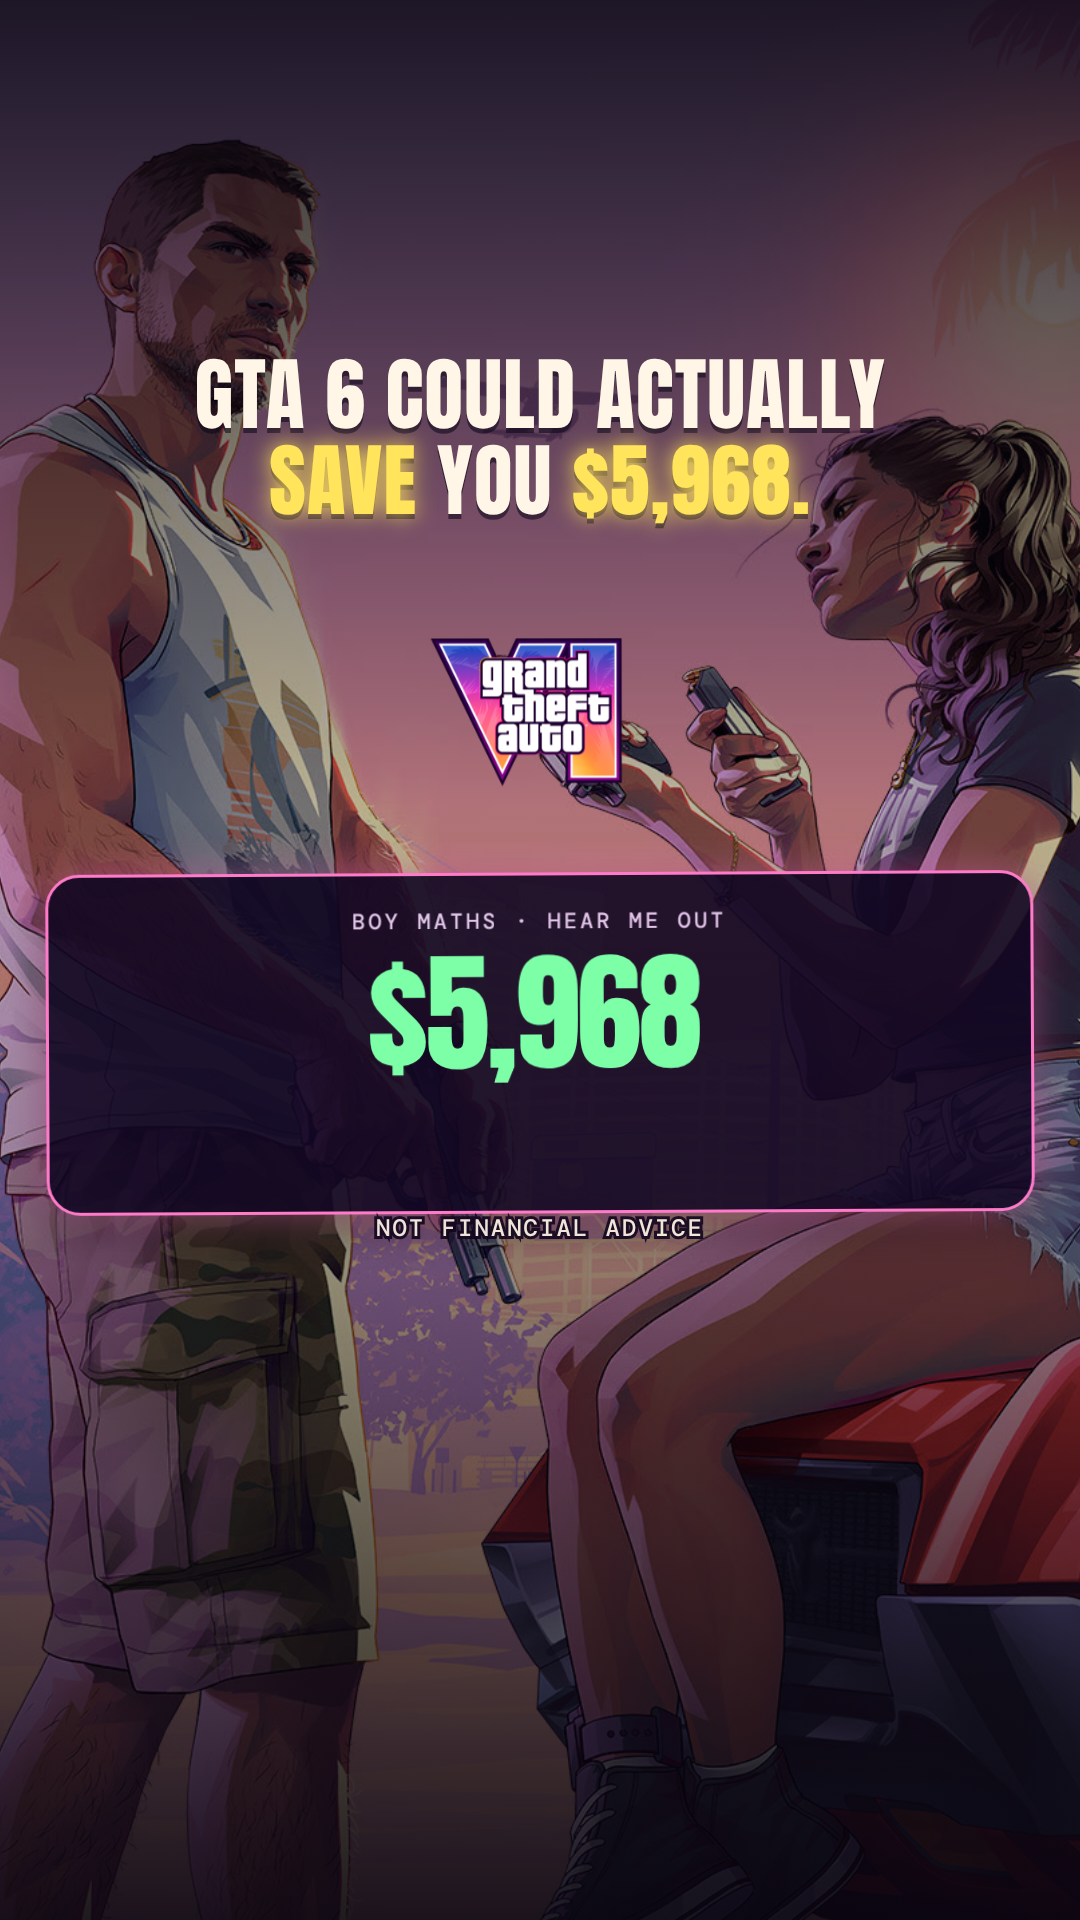 GTA 6 COULD ACTUALLY
SAVE YOU $5,968.
VI
grand
theft
auto
BOY MATHS · HEAR ME OUT
$5,968
NOT FINANCIAL ADVICE